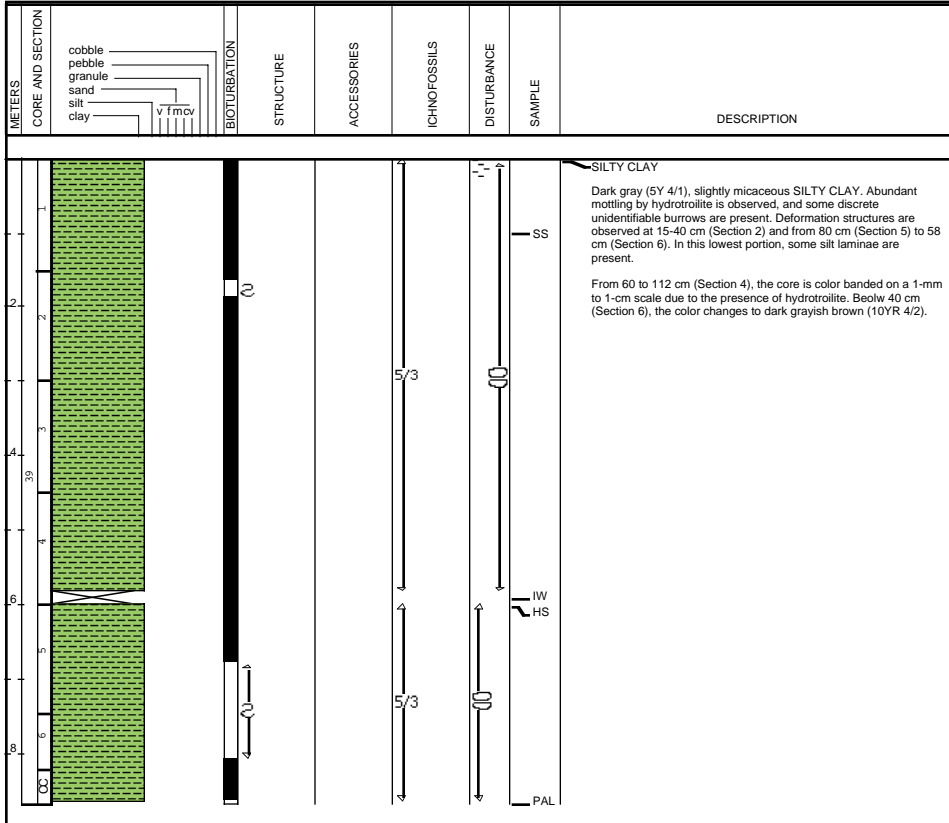 METERS
CORE AND SECTION
cobble
pebble
granule
sand
silt
clay
v f m c v
BIOTURBATION
STRUCTURE
ACCESSORIES
ICHNOFOSSILS
DISTURBANCE
SAMPLE
DESCRIPTION
SILTY CLAY
Dark gray (5Y 4/1), slightly micaceous SILTY CLAY. Abundant
mottling by hydrotroilite is observed, and some discrete
unidentifiable burrows are present. Deformation structures are
observed at 15-40 cm (Section 2) and from 80 cm (Section 5) to 58
cm (Section 6). In this lowest portion, some silt laminae are
present.
From 60 to 112 cm (Section 4), the core is color banded on a 1-mm
to 1-cm scale due to the presence of hydrotroilite. Beolw 40 cm
(Section 6), the color changes to dark grayish brown (10YR 4/2).
1
SS
2
2
5/3
3
4
39
4
6
IW
HS
5
5/3
6
8
CC
PAL